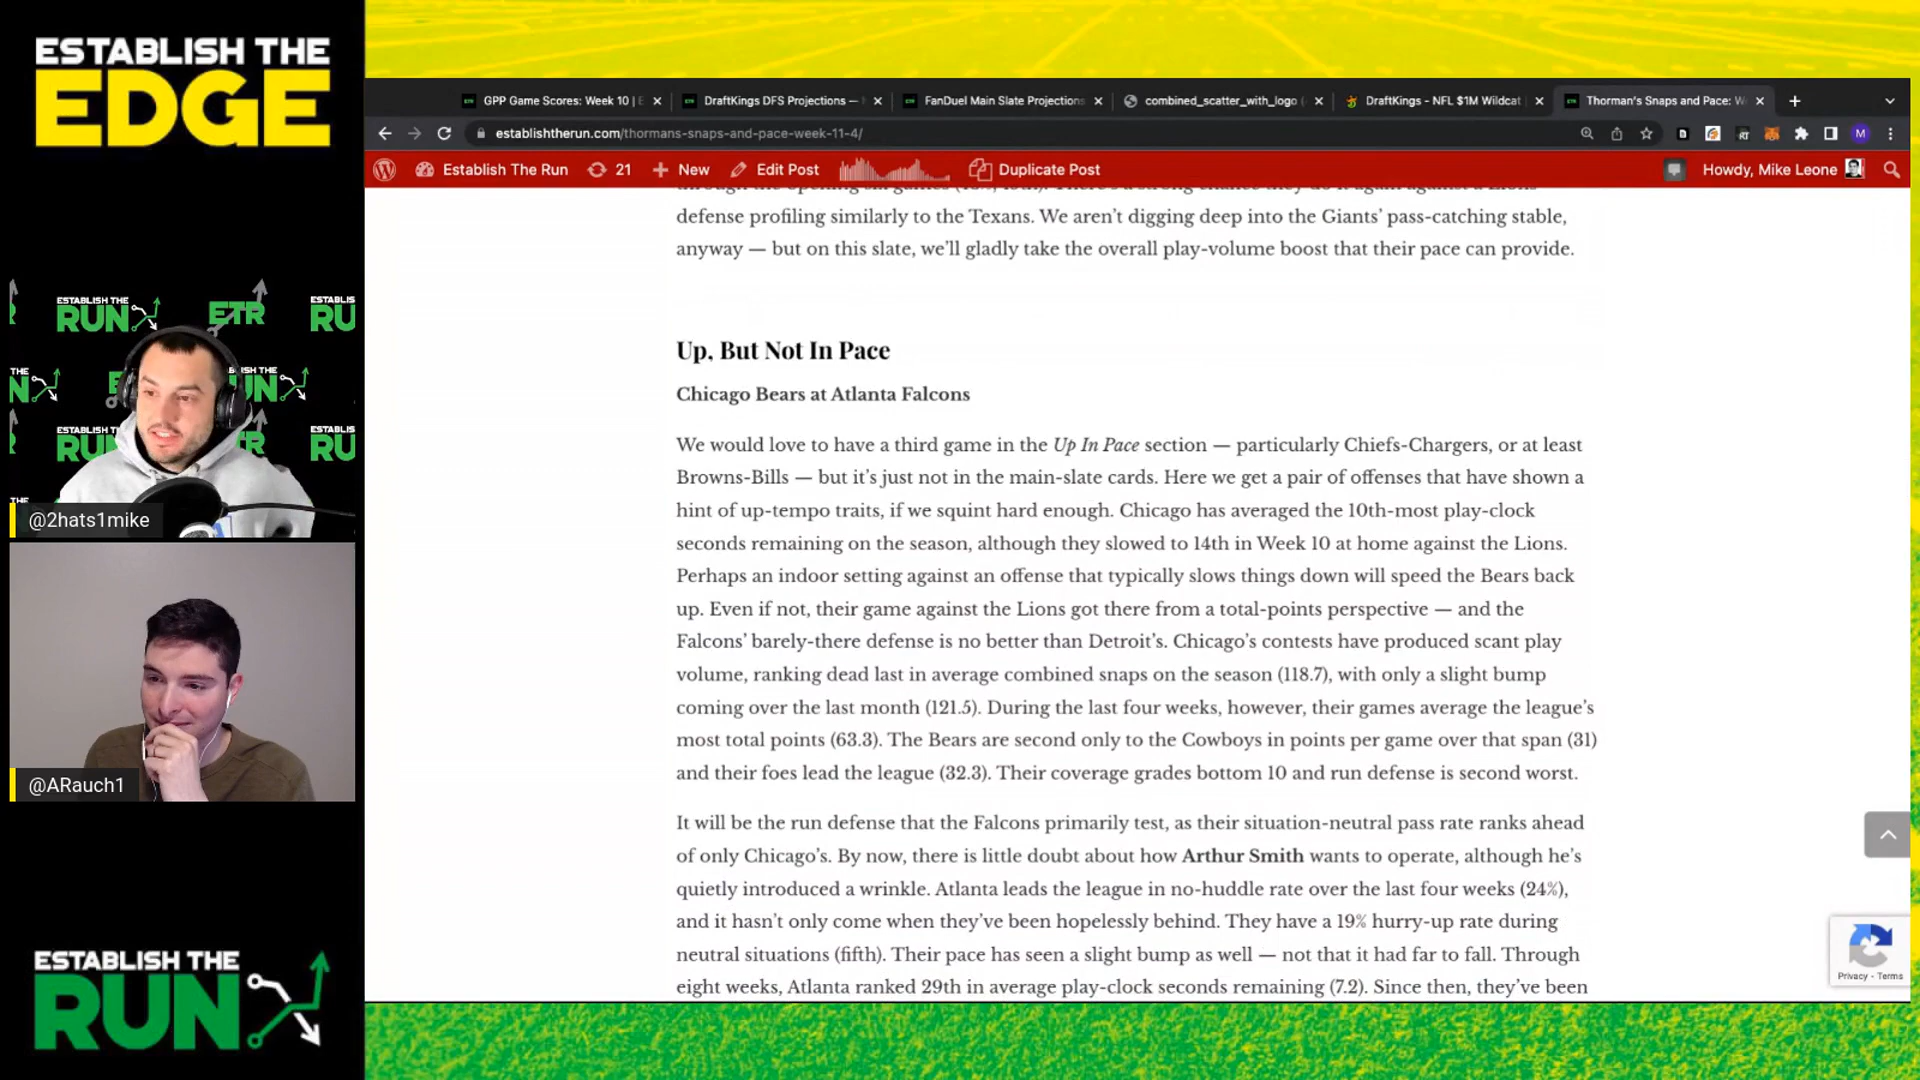 ESTABLISH THE
EDGE
GPP Game Scores: Week 10 | E
DraftKings DFS Projections —
FanDuel Main Slate Projections
combined_scatter_with_logo (
DraftKings - NFL $1M Wildcat
Thorman's Snaps and Pace: W
establishtherun.com/thormans-snaps-and-pace-week-11-4/
M
Establish The Run
21
New
Edit Post
Duplicate Post
Howdy, Mike Leone
defense profiling similarly to the Texans. We aren't digging deep into the Giants' pass-catching stable,
anyway — but on this slate, we'll gladly take the overall play-volume boost that their pace can provide.
Up, But Not In Pace
Chicago Bears at Atlanta Falcons
We would love to have a third game in the Up In Pace section — particularly Chiefs-Chargers, or at least
Browns-Bills — but it's just not in the main-slate cards. Here we get a pair of offenses that have shown a
hint of up-tempo traits, if we squint hard enough. Chicago has averaged the 10th-most play-clock
seconds remaining on the season, although they slowed to 14th in Week 10 at home against the Lions.
Perhaps an indoor setting against an offense that typically slows things down will speed the Bears back
up. Even if not, their game against the Lions got there from a total-points perspective — and the
Falcons' barely-there defense is no better than Detroit's. Chicago's contests have produced scant play
volume, ranking dead last in average combined snaps on the season (118.7), with only a slight bump
coming over the last month (121.5). During the last four weeks, however, their games average the league's
most total points (63.3). The Bears are second only to the Cowboys in points per game over that span (31)
and their foes lead the league (32.3). Their coverage grades bottom 10 and run defense is second worst.
It will be the run defense that the Falcons primarily test, as their situation-neutral pass rate ranks ahead
of only Chicago's. By now, there is little doubt about how Arthur Smith wants to operate, although he's
quietly introduced a wrinkle. Atlanta leads the league in no-huddle rate over the last four weeks (24%),
and it hasn't only come when they've been hopelessly behind. They have a 19% hurry-up rate during
neutral situations (fifth). Their pace has seen a slight bump as well — not that it had far to fall. Through
eight weeks, Atlanta ranked 29th in average play-clock seconds remaining (7.2). Since then, they've been
Privacy - Terms
ESTABLISH THE
RUN
ETR
ESTABLIS
RU
@2hats1mike
@ARauch1
ESTABLISH THE
RUN